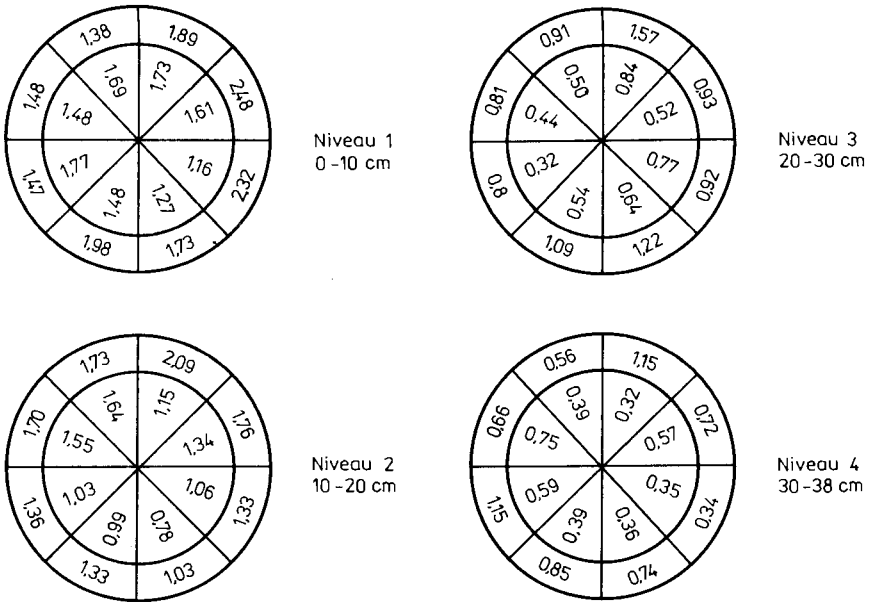 1,38 1,89
1,48 1,69 1,73 2,48
1,48 1,61
1,47 1,77 1,16 2,32
1,48 1,27
1,98 1,73
Niveau 1
0-10 cm
0,91 1,57
0,81 0,50 0,84 0,93
0,44 0,52
0,8 0,32 0,77 0,92
0,54 0,64
1,09 1,22
Niveau 3
20-30 cm
1,73 2,09
1,70 1,64 1,15 1,76
1,55 1,34
1,36 1,03 1,06 1,33
0,99 0,78
1,33 1,03
Niveau 2
10-20 cm
0,56 1,15
0,66 0,39 0,32 0,72
0,75 0,57
1,15 0,59 0,35 0,34
0,39 0,36
0,85 0,74
Niveau 4
30-38 cm